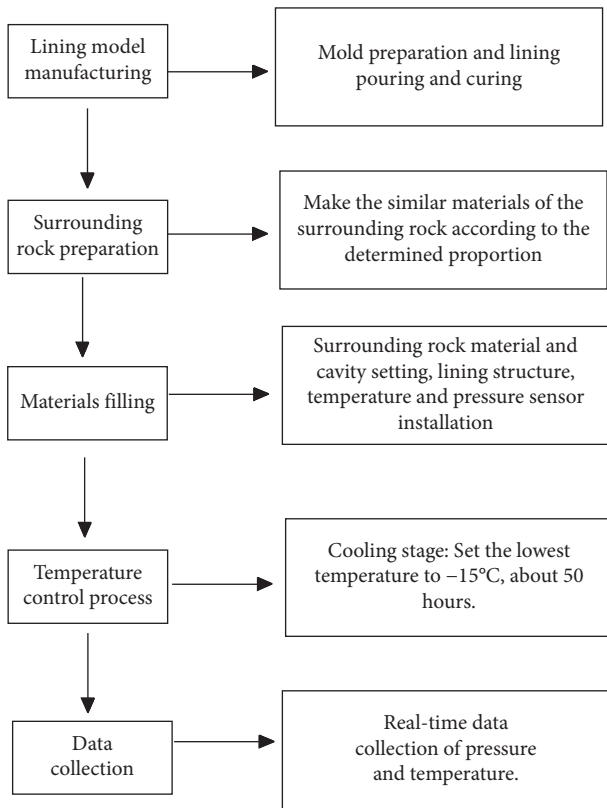 Lining model
manufacturing
Mold preparation and lining
pouring and curing
Surrounding
rock preparation
Make the similar materials of the
surrounding rock according to the
determined proportion
Materials filling
Surrounding rock material and
cavity setting, lining structure,
temperature and pressure sensor
installation
Temperature
control process
Cooling stage: Set the lowest
temperature to −15°C, about 50
hours.
Data
collection
Real-time data
collection of pressure
and temperature.